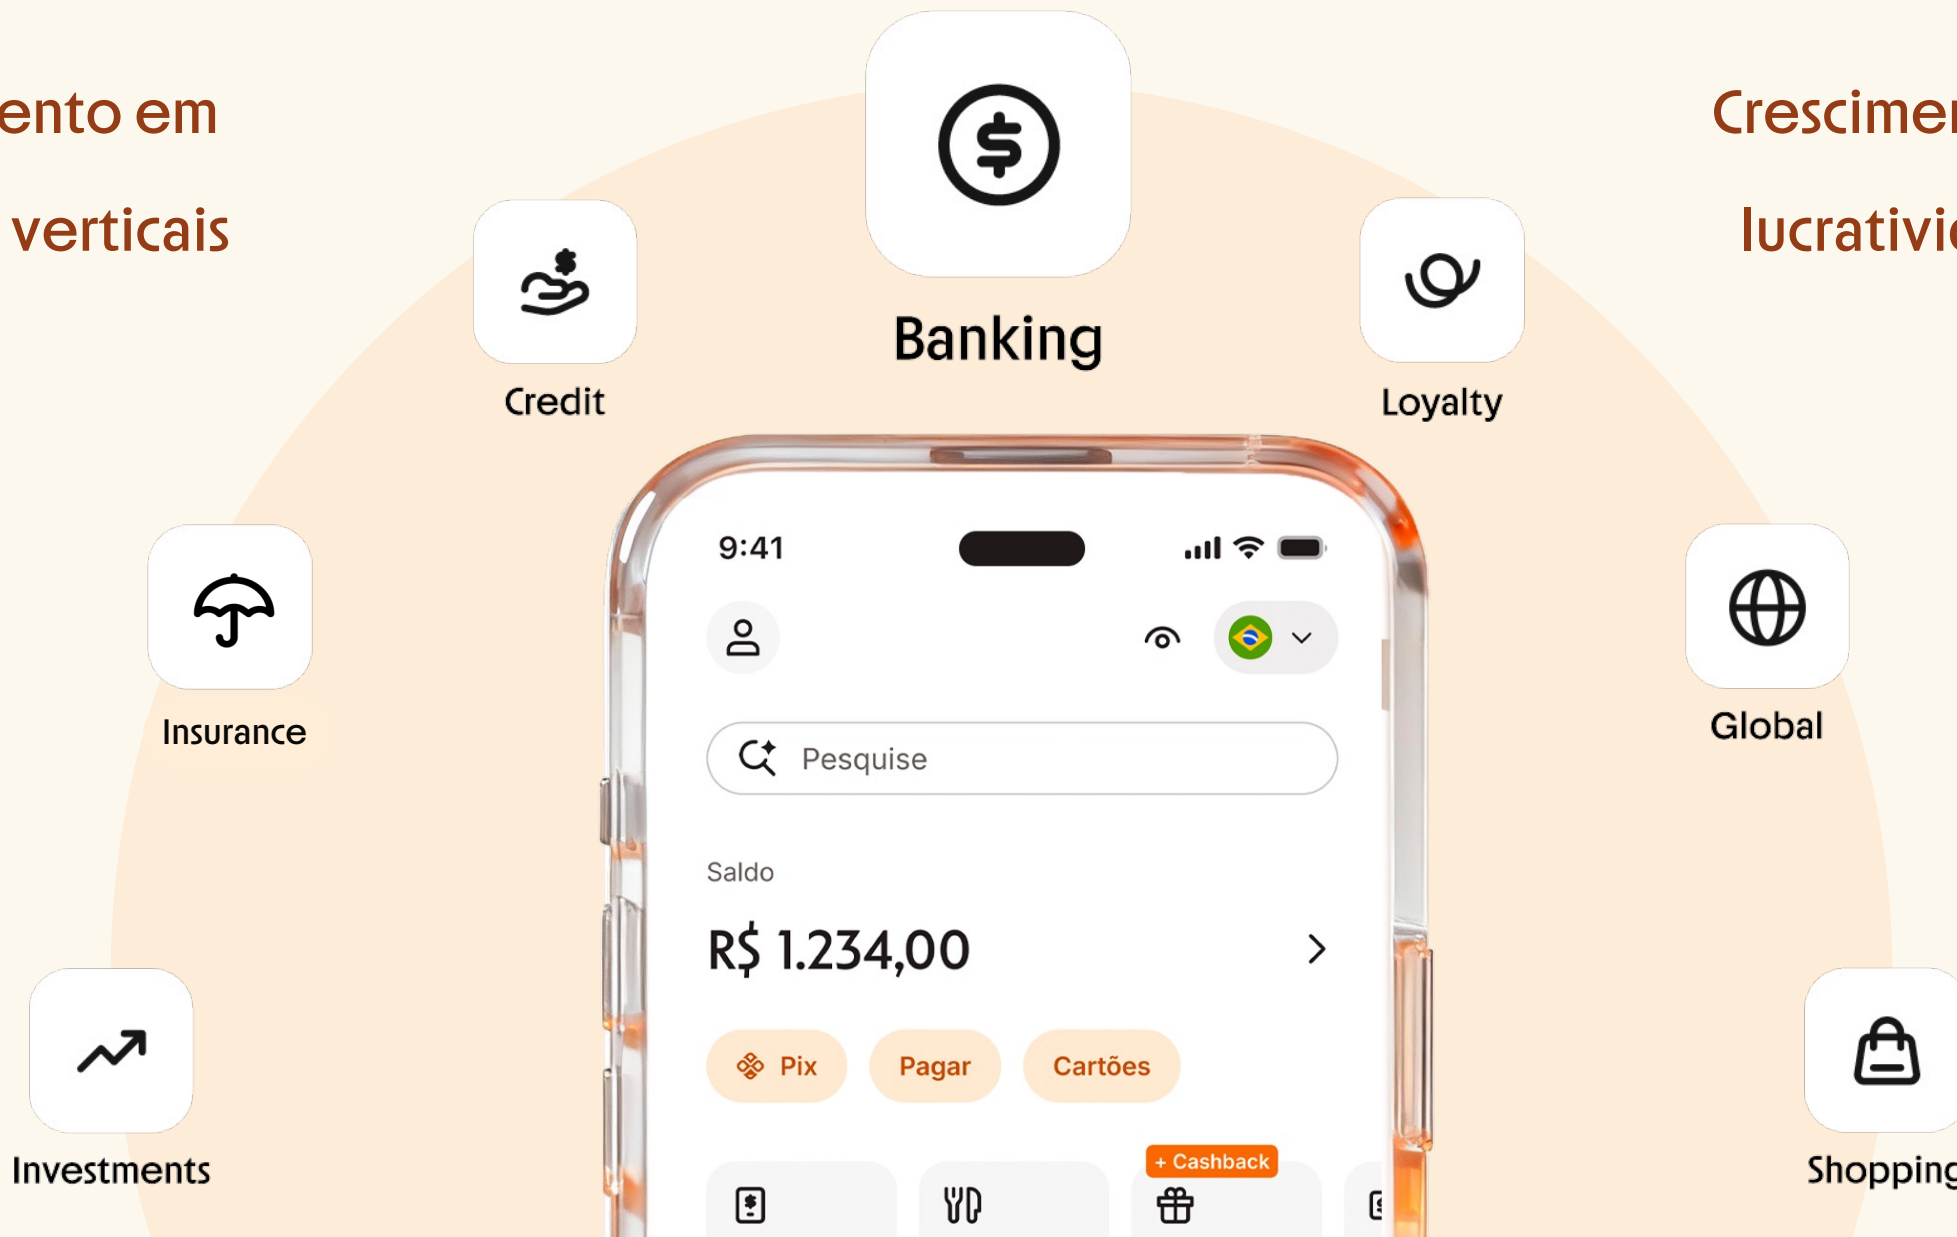 ento em
verticais
Crescimen
lucrativid
Banking
Credit
Loyalty
Insurance
Global
Investments
Shopping
9:41
Pesquise
Saldo
R$ 1.234,00
Pix
Pagar
Cartões
+ Cashback